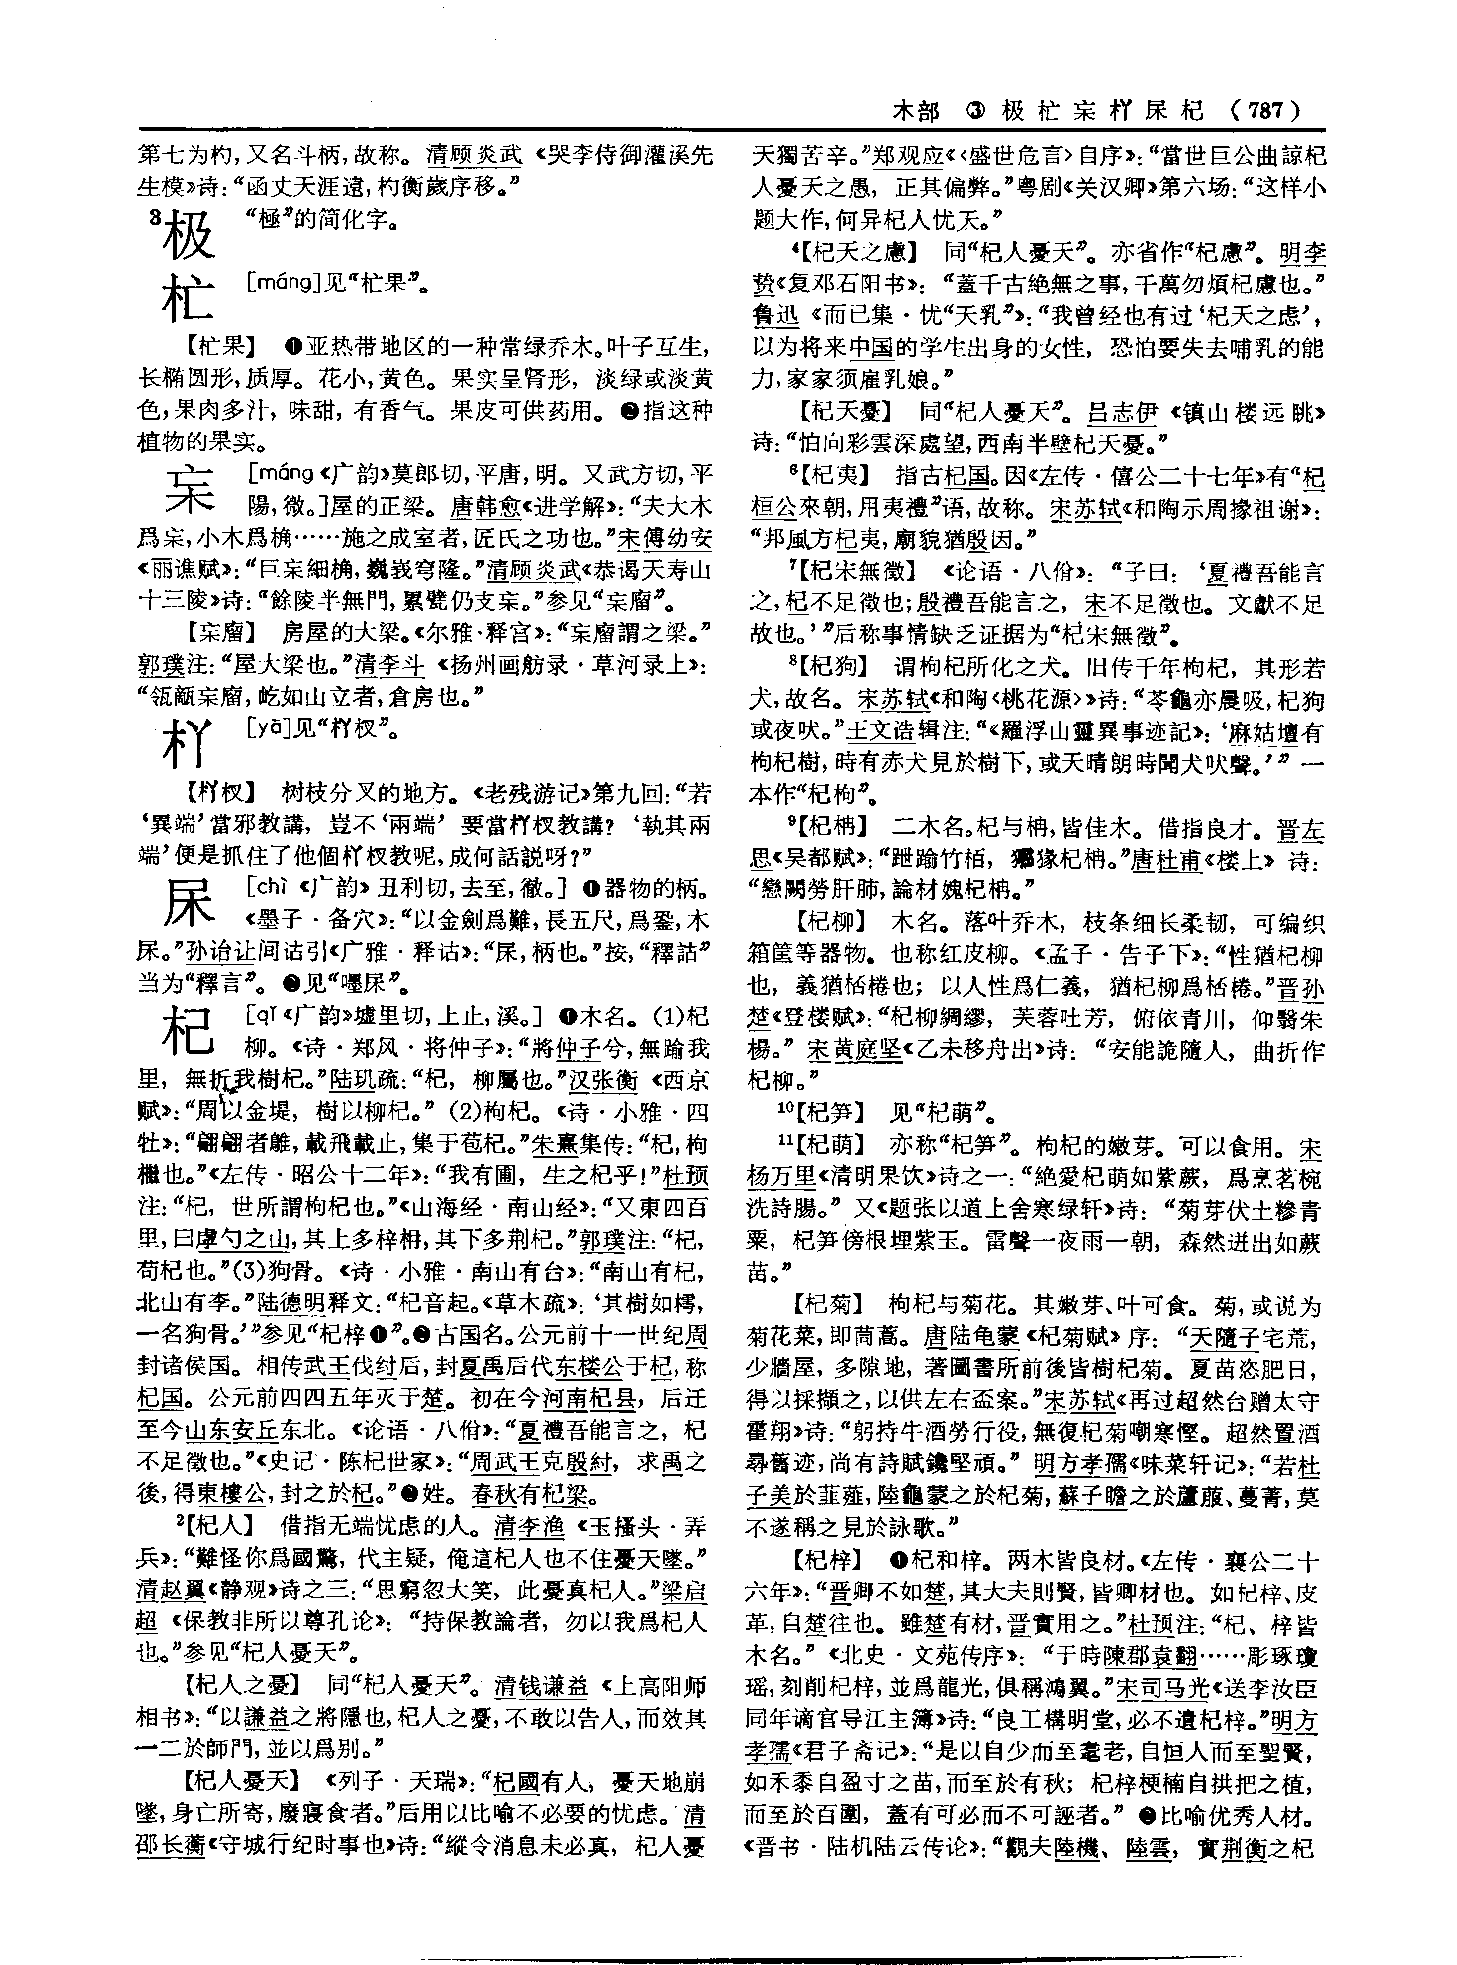 木部 ③ 极杧杗枒杘杞 (787)
第七为杓,又名斗柄,故称。清顾炎武《哭李侍御灌溪先
生模》诗:“函丈天涯遠,杓衡歲序移。”
3极 “極”的简化字。
杧 [máng]见“杧果”。
【杧果】 ❶亚热带地区的一种常绿乔木。叶子互生,
长椭圆形,质厚。花小,黄色。果实呈肾形,淡绿或淡黄
色,果肉多汁,味甜,有香气。果皮可供药用。❷指这种
植物的果实。
杗 [máng《广韵》莫郎切,平唐,明。又武方切,平
陽,微。]屋的正梁。唐韩愈《进学解》:“夫大木
爲杗,小木爲桷……施之成室者,匠氏之功也。”宋傅幼安
《丽谯赋》:“巨杗細桷,巍峩穹隆。”清顾炎武《恭谒天寿山
十三陵》诗:“餘陵半無門,累甓仍支杗。”参见“杗廇”。
【杗廇】 房屋的大梁。《尔雅·释宫》:“杗廇謂之梁。”
郭璞注:“屋大梁也。”清李斗《扬州画舫录·草河录上》:
“瓴甋杗廇,屹如山立者,倉房也。”
枒 [yā]见“枒杈”。
【枒杈】 树枝分叉的地方。《老残游记》第九回:“若
‘異端’當邪教講,豈不‘兩端’要當枒杈教講?‘執其兩
端’便是抓住了他個枒杈教呢,成何話説呀?”
杘 [chì《广韵》丑利切,去至,徹。] ❶器物的柄。
《墨子·备穴》:“以金劍爲難,長五尺,爲銎,木
杘。”孙诒让间诂引《广雅·释诂》:“杘,柄也。”按,“釋詁”
当为“釋言”。❷见“嚜杘”。
杞 [qǐ《广韵》墟里切,上止,溪。] ❶木名。(1)杞
柳。《诗·郑风·将仲子》:“將仲子兮,無踰我
里,無折我樹杞。”陆玑疏:“杞,柳屬也。”汉张衡《西京
赋》:“周以金堤,樹以柳杞。”(2)枸杞。《诗·小雅·四
牡》:“翩翩者鵻,載飛載止,集于苞杞。”朱熹集传:“杞,枸
檵也。”《左传·昭公十二年》:“我有圃,生之杞乎!”杜预
注:“杞,世所謂枸杞也。”《山海经·南山经》:“又東四百
里,曰虖勺之山,其上多梓枏,其下多荆杞。”郭璞注:“杞,
苟杞也。”(3)狗骨。《诗·小雅·南山有台》:“南山有杞,
北山有李。”陆德明释文:“杞音起。《草木疏》:‘其樹如樗,
一名狗骨。’”参见“杞梓❶”。❷古国名。公元前十一世纪周
封诸侯国。相传武王伐纣后,封夏禹后代东楼公于杞,称
杞国。公元前四四五年灭于楚。初在今河南杞县,后迁
至今山东安丘东北。《论语·八佾》:“夏禮吾能言之,杞
不足徵也。”《史记·陈杞世家》:“周武王克殷紂,求禹之
後,得東樓公,封之於杞。”❸姓。春秋有杞梁。
2【杞人】 借指无端忧虑的人。清李渔《玉搔头·弄
兵》:“難怪你爲國驚,代主疑,俺這杞人也不住憂天墜。”
清赵翼《静观》诗之三:“思窮忽大笑,此憂真杞人。”梁启
超《保教非所以尊孔论》:“持保教論者,勿以我爲杞人
也。”参见“杞人憂天”。
【杞人之憂】 同“杞人憂天”。清钱谦益《上高阳师
相书》:“以謙益之將隱也,杞人之憂,不敢以告人,而效其
一二於師門,並以爲别。”
【杞人憂天】 《列子·天瑞》:“杞國有人,憂天地崩
墜,身亡所寄,廢寢食者。”后用以比喻不必要的忧虑。清
邵长蘅《守城行纪时事也》诗:“縱令消息未必真,杞人憂
天獨苦辛。”郑观应《<盛世危言>自序》:“當世巨公曲諒杞
人憂天之愚,正其偏弊。”粤剧《关汉卿》第六场:“这样小
题大作,何异杞人忧天。”
4【杞天之慮】 同“杞人憂天”。亦省作“杞慮”。明李
贽《复邓石阳书》:“蓋千古絶無之事,千萬勿煩杞慮也。”
鲁迅《而已集·忧“天乳”》:“我曾经也有过‘杞天之虑’,
以为将来中国的学生出身的女性,恐怕要失去哺乳的能
力,家家须雇乳娘。”
【杞天憂】 同“杞人憂天”。吕志伊《镇山楼远眺》
诗:“怕向彩雲深處望,西南半壁杞天憂。”
6【杞夷】 指古杞国。因《左传·僖公二十七年》有“杞
桓公來朝,用夷禮”语,故称。宋苏轼《和陶示周掾祖谢》:
“邦風方杞夷,廟貌猶殷因。”
7【杞宋無徵】 《论语·八佾》:“子曰:‘夏禮吾能言
之,杞不足徵也;殷禮吾能言之,宋不足徵也。文獻不足
故也。’”后称事情缺乏证据为“杞宋無徵”。
8【杞狗】 谓枸杞所化之犬。旧传千年枸杞,其形若
犬,故名。宋苏轼《和陶<桃花源>》诗:“苓龜亦晨吸,杞狗
或夜吠。”王文诰辑注:“《羅浮山靈異事迹記》:‘麻姑壇有
枸杞樹,時有赤犬見於樹下,或天晴朗時聞犬吠聲。’”一
本作“杞枸”。
9【杞枏】 二木名。杞与枏,皆佳木。借指良才。晋左
思《吴都赋》:“跐踰竹栢,獮猭杞枏。”唐杜甫《楼上》诗:
“戀闕勞肝肺,論材媿杞枏。”
【杞柳】 木名。落叶乔木,枝条细长柔韧,可编织
箱筐等器物。也称红皮柳。《孟子·告子下》:“性猶杞柳
也,義猶桮棬也;以人性爲仁義,猶杞柳爲桮棬。”晋孙
楚《登楼赋》:“杞柳綢繆,芙蓉吐芳,俯依青川,仰翳朱
楊。”宋黄庭坚《乙未移舟出》诗:“安能詭隨人,曲折作
杞柳。”
10【杞笋】 见“杞萌”。
11【杞萌】 亦称“杞笋”。枸杞的嫩芽。可以食用。宋
杨万里《清明果饮》诗之一:“絶愛杞萌如紫蕨,爲烹茗椀
洗詩腸。”又《题张以道上舍寒绿轩》诗:“菊芽伏土糝青
粟,杞笋傍根埋紫玉。雷聲一夜雨一朝,森然迸出如蕨
苗。”
【杞菊】 枸杞与菊花。其嫩芽、叶可食。菊,或说为
菊花菜,即茼蒿。唐陆龟蒙《杞菊赋》序:“天隨子宅荒,
少牆屋,多隙地,著圖書所前後皆樹杞菊。夏苗恣肥日,
得以採擷之,以供左右盃案。”宋苏轼《再过超然台赠太守
霍翔》诗:“躬持牛酒勞行役,無復杞菊嘲寒慳。超然置酒
尋舊迹,尚有詩賦鑱堅頑。”明方孝孺《味菜轩记》:“若杜
子美於韮薤,陸龜蒙之於杞菊,蘇子瞻之於蘆菔、蔓菁,莫
不遂稱之見於詠歌。”
【杞梓】 ❶杞和梓。两木皆良材。《左传·襄公二十
六年》:“晋卿不如楚,其大夫則賢,皆卿材也。如杞梓、皮
革,自楚往也。雖楚有材,晋實用之。”杜预注:“杞、梓皆
木名。”《北史·文苑传序》:“于時陳郡袁翻……彫琢瓊
瑶,刻削杞梓,並爲龍光,俱稱鴻翼。”宋司马光《送李汝臣
同年谪官导江主簿》诗:“良工構明堂,必不遺杞梓。”明方
孝孺《君子斋记》:“是以自少而至耄老,自恒人而至聖賢,
如禾黍自盈寸之苗,而至於有秋;杞梓楩楠自拱把之植,
而至於百圍,蓋有可必而不可誣者。”❷比喻优秀人材。
《晋书·陆机陆云传论》:“觀夫陸機、陸雲,實荆衡之杞